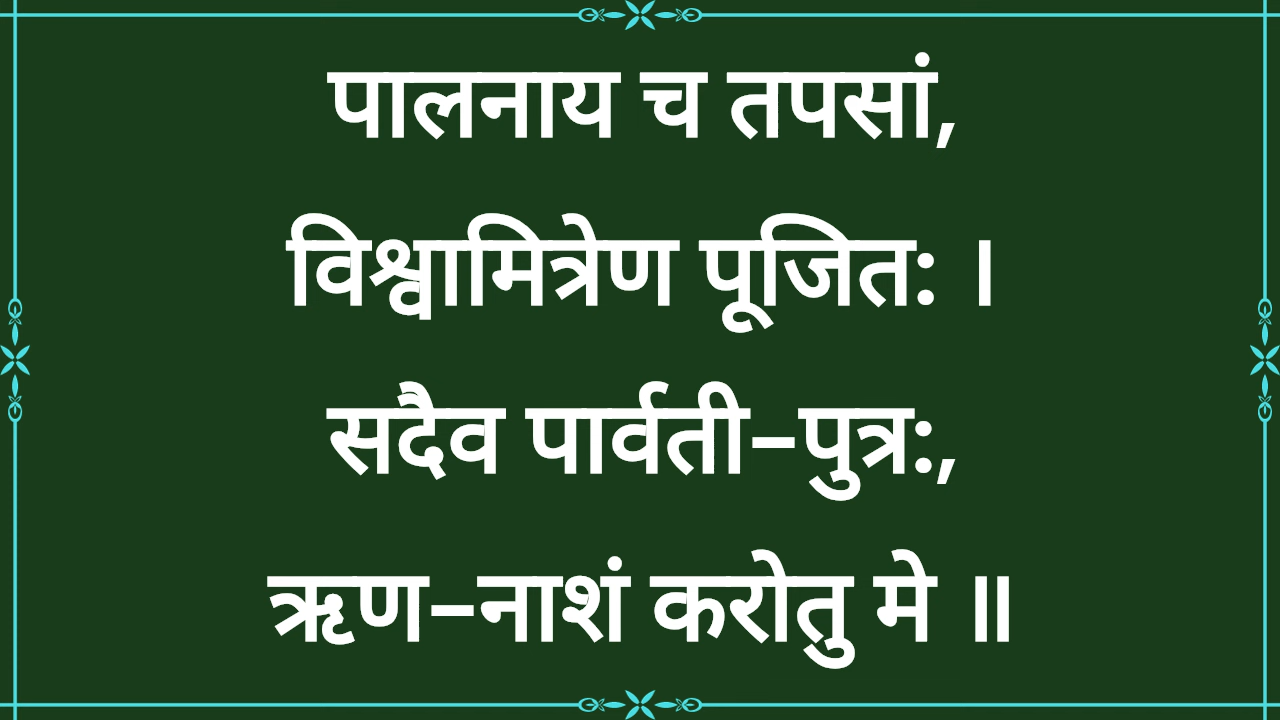 पालनाय च तपसां,
विश्वामित्रेण पूजित: ।
सदैव पार्वती–पुत्र:,
ऋण–नाशं करोतु मे ॥